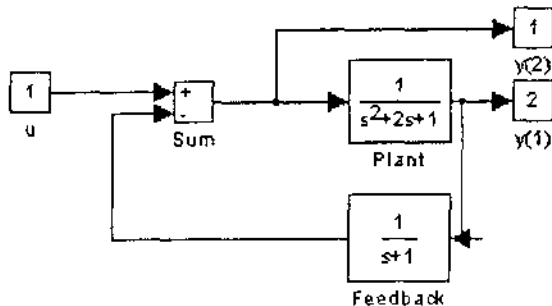 1
y(2)
1
u
+
-
Sum
1
s²+2s+1
Plant
2
y(1)
1
s+1
Feedback